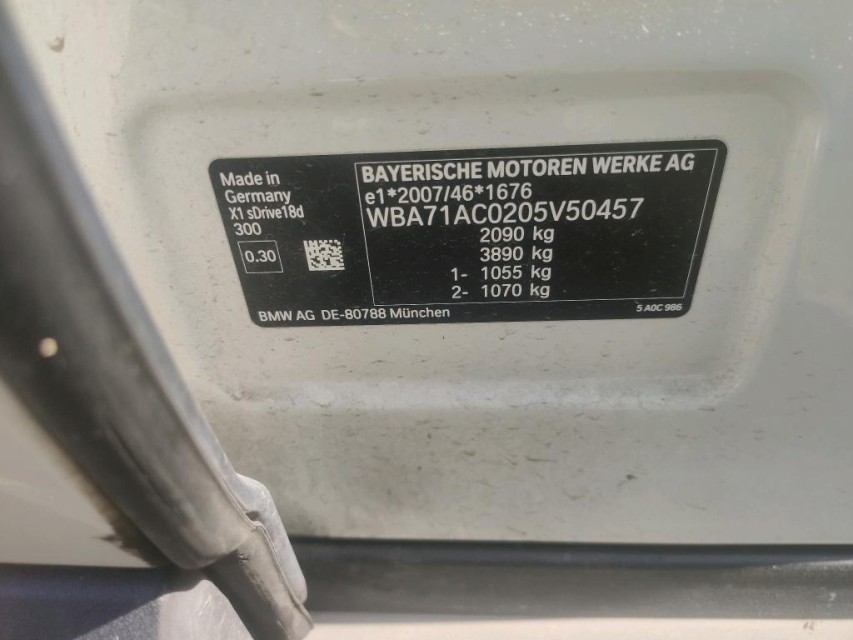 Made in
Germany
X1 sDrive18d
300
0.30
BAYERISCHE MOTOREN WERKE AG
e1*2007/46*1676
WBA71AC0205V50457
2090 kg
3890 kg
1- 1055 kg
2- 1070 kg
BMW AG DE-80788 München
5 A0C 986